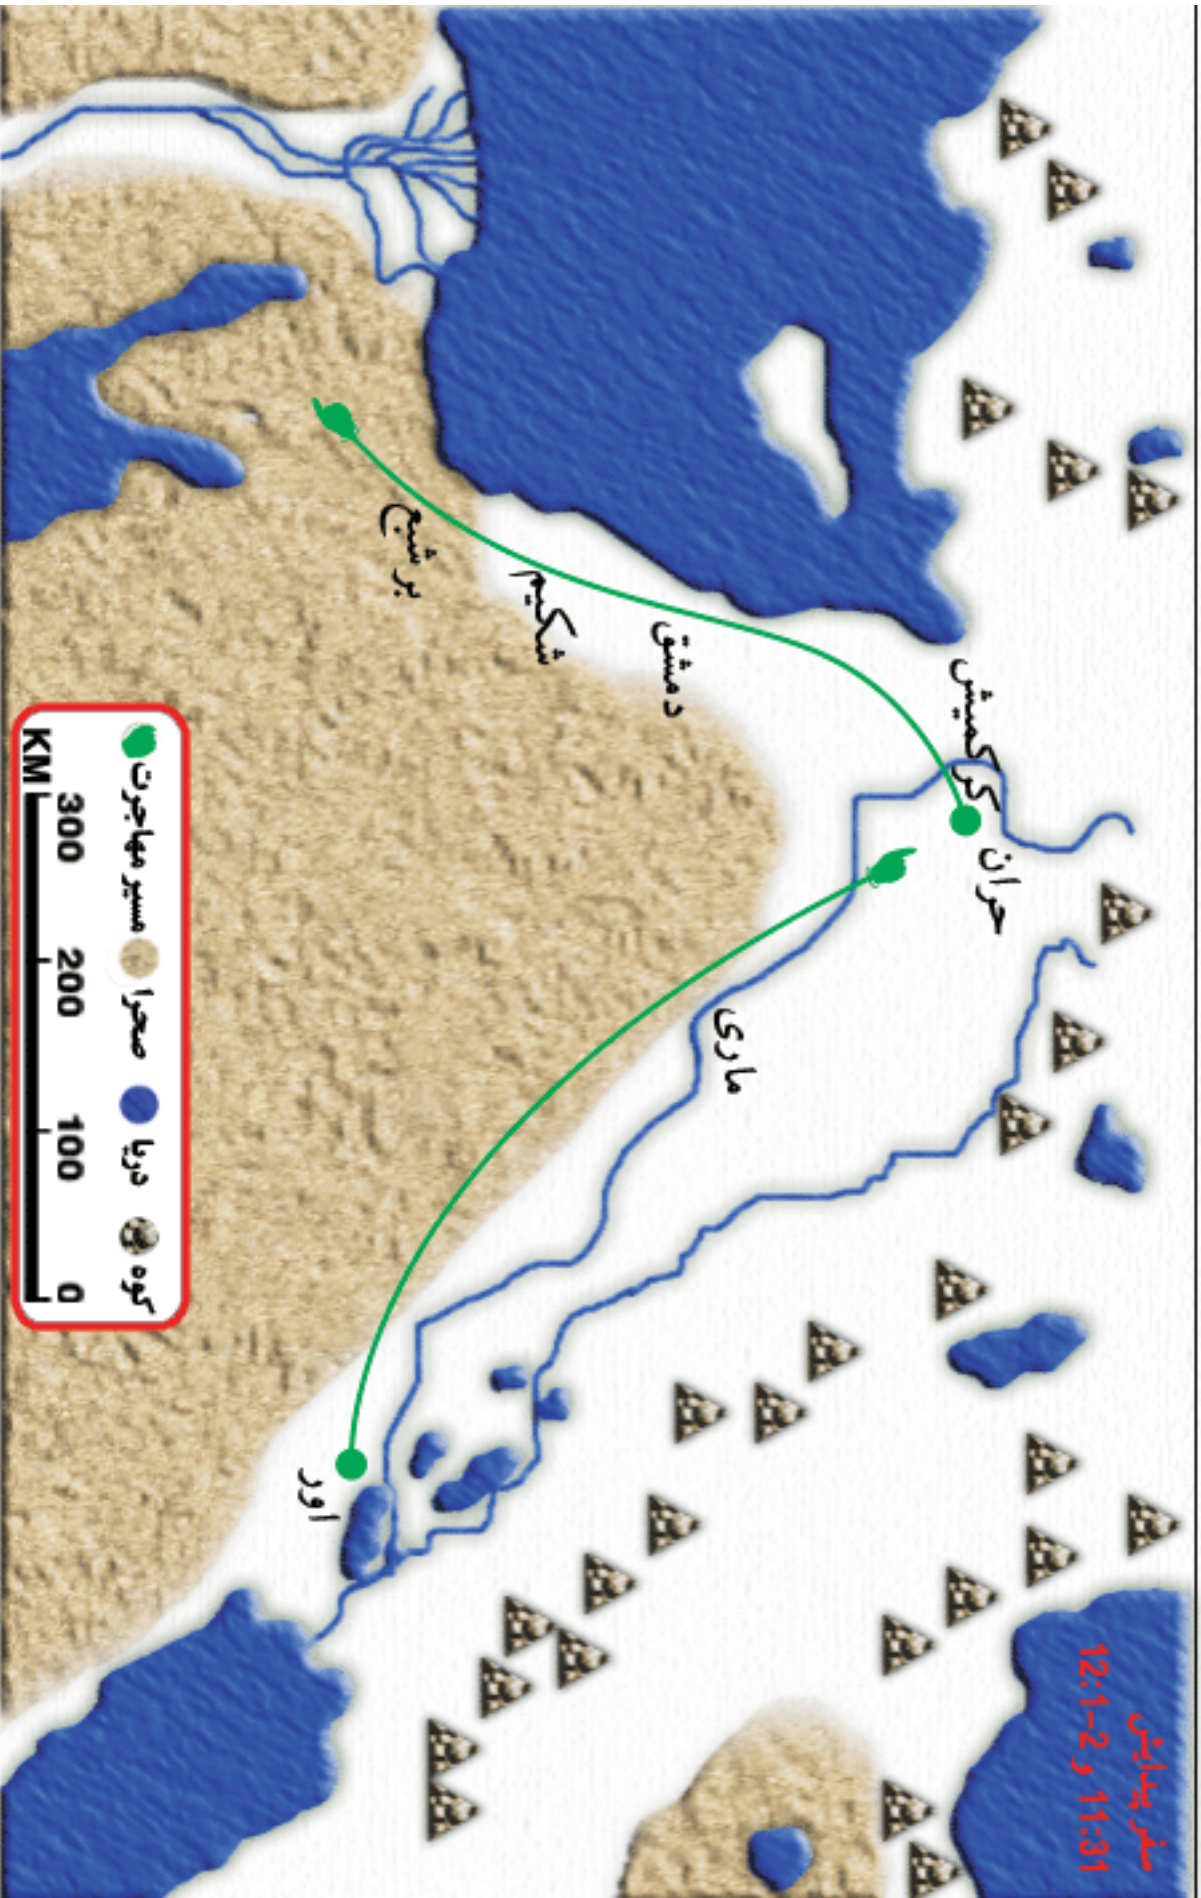 سفر پیدایش
12:1-2 و 11:31
کرکمیش
حران
دمشق
ماری
شکیم
برشبع
اور
مسیر مهاجرت
صحرا
دریا
کوه
KM 300 200 100 0